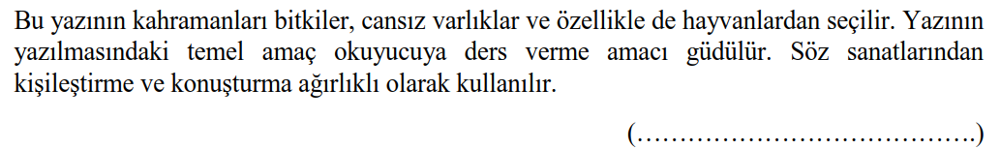 Bu yazının kahramanları bitkiler, cansız varlıklar ve özellikle de hayvanlardan seçilir. Yazının
yazılmasındaki temel amaç okuyucuya ders verme amacı güdülür. Söz sanatlarından
kişileştirme ve konuşturma ağırlıklı olarak kullanılır.
(…………………………………..)